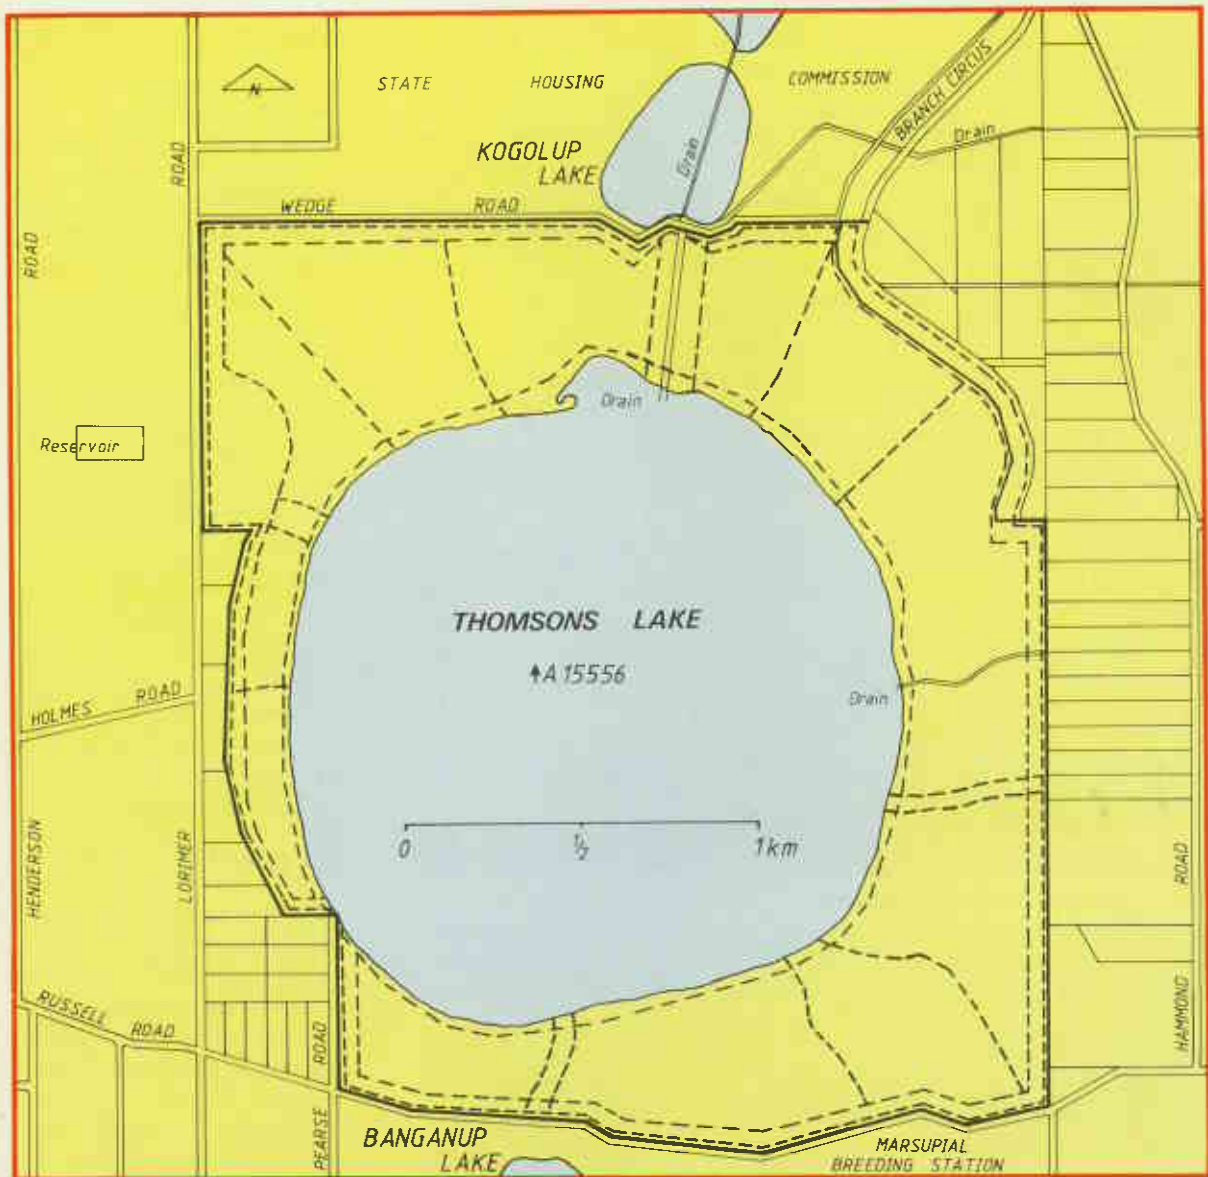 N
STATE HOUSING COMMISSION
BRANCH CIRCUS
Drain
KOGOLUP
LAKE
Drain
ROAD
WEDGE ROAD
ROAD
Drain
Reservoir
THOMSONS LAKE
A 15556
Drain
HOLMES ROAD
0 ½ 1km
HENDERSON
LORIMER
ROAD
RUSSELL ROAD
ROAD
HAMMOND
PEARSE
BANGANUP
LAKE
MARSUPIAL
BREEDING STATION